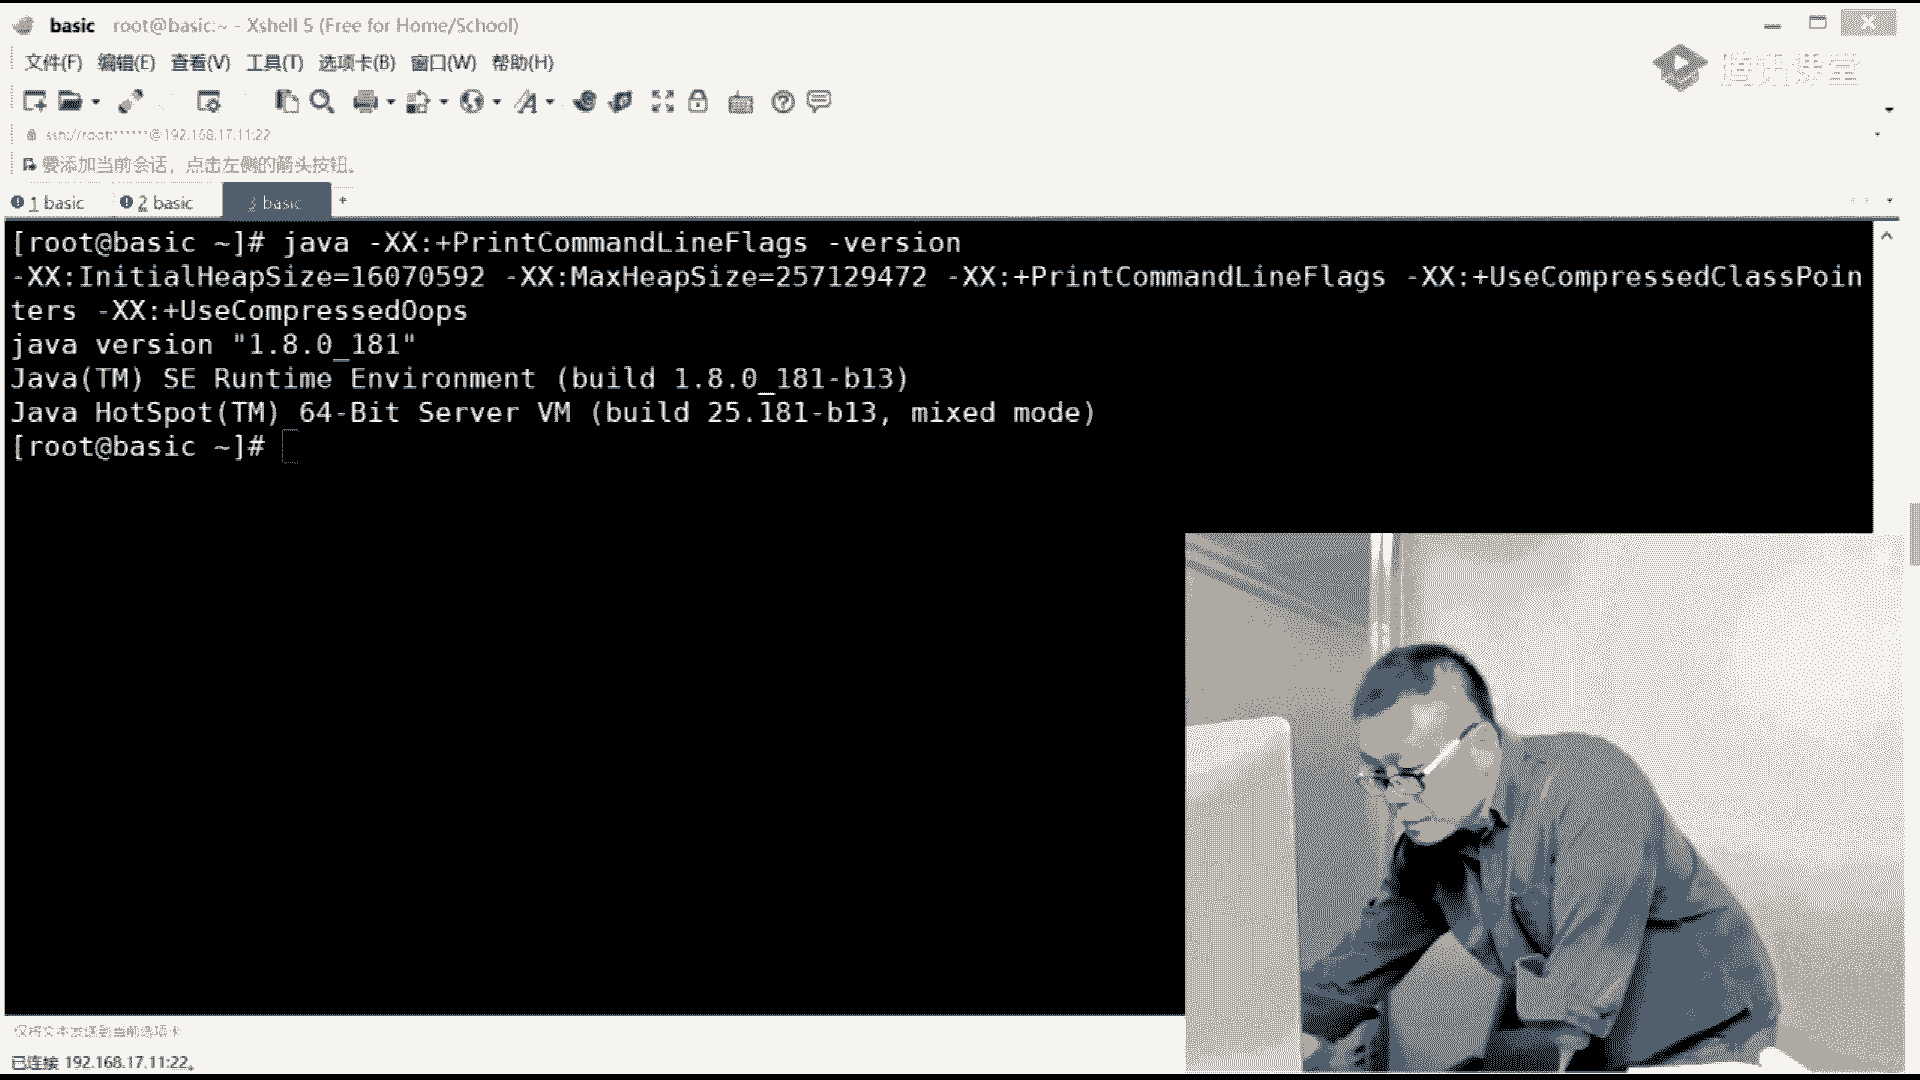 basic root@basic:~ - Xshell 5 (Free for Home/School)
文件(F) 编辑(E) 查看(V) 工具(T) 选项卡(B) 窗口(W) 帮助(H)
腾讯课堂
ssh://root:******@192.168.17.11:22
要添加当前会话，点击左侧的箭头按钮。
1 basic 2 basic 3 basic +
[root@basic ~]# java -XX:+PrintCommandLineFlags -version
-XX:InitialHeapSize=16070592 -XX:MaxHeapSize=257129472 -XX:+PrintCommandLineFlags -XX:+UseCompressedClassPoin
ters -XX:+UseCompressedOops
java version "1.8.0_181"
Java(TM) SE Runtime Environment (build 1.8.0_181-b13)
Java HotSpot(TM) 64-Bit Server VM (build 25.181-b13, mixed mode)
[root@basic ~]#
仅将文本发送到当前选项卡
已连接 192.168.17.11:22。